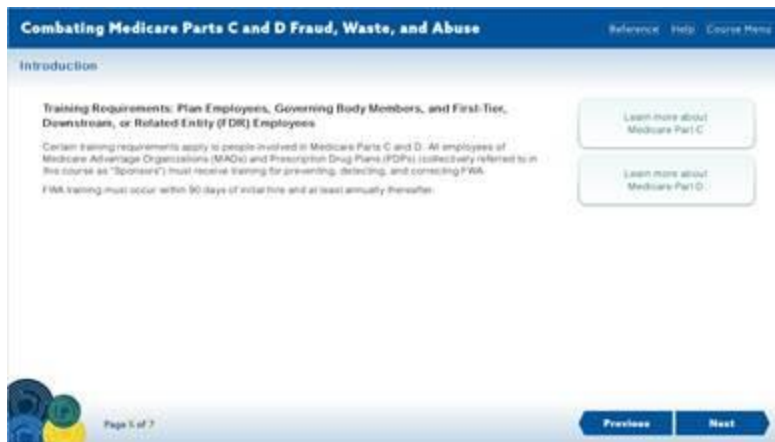 Combating Medicare Parts C and D Fraud, Waste, and Abuse
Reference Help Course Menu
Introduction
Training Requirements: Plan Employees, Governing Body Members, and First-Tier,
Downstream, or Related Entity (FDR) Employees
Certain training requirements apply to people involved in Medicare Parts C and D. All employees of
Medicare Advantage Organizations (MAOs) and Prescription Drug Plans (PDPs) (collectively referred to in
this course as "Sponsors") must receive training for preventing, detecting, and correcting FWA.
FWA training must occur within 90 days of initial hire and at least annually thereafter.
Learn more about
Medicare Part C
Learn more about
Medicare Part D
Page 5 of 7
Previous Next